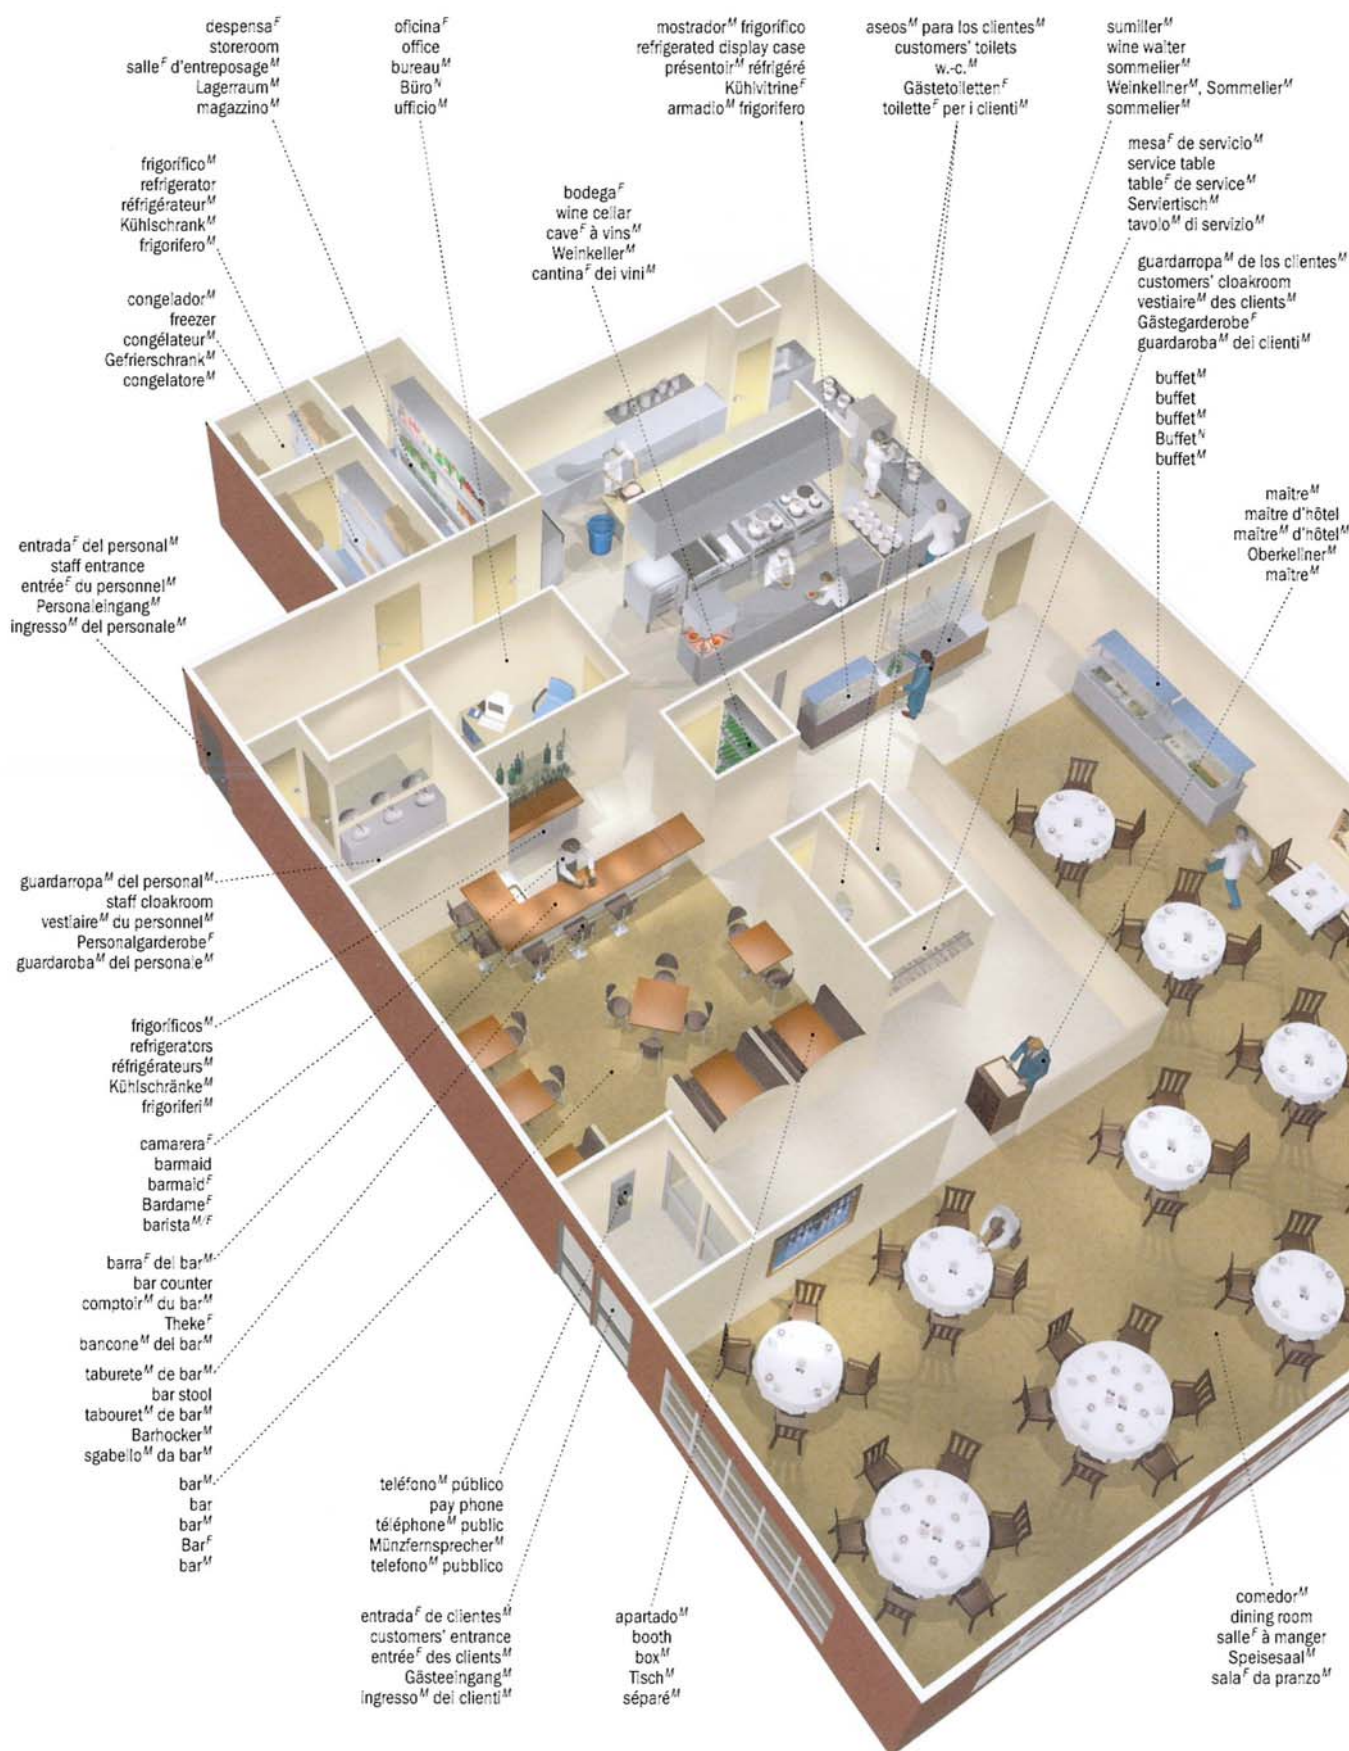 despensa^F
storeroom
salle^F d'entreposage^M
Lagerraum^M
magazzino^M
oficina^F
office
bureau^M
Büro^N
ufficio^M
mostrador^M frigorífico
refrigerated display case
présentoir^M réfrigéré
Kühlvitrine^F
armadio^M frigorifero
aseos^M para los clientes^M
customers' toilets
w.-c.^M
Gästetoiletten^F
toilette^F per i clienti^M
sumiller^M
wine waiter
sommelier^M
Weinkellner^M, Sommelier^M
sommelier^M
mesa^F de servicio^M
service table
table^F de service^M
Serviertisch^M
tavolo^M di servizio^M
frigorífico^M
refrigerator
réfrigérateur^M
Kühlschrank^M
frigorifero^M
bodega^F
wine cellar
cave^F à vins^M
Weinkeller^M
cantina^F dei vini^M
guardarropa^M de los clientes^M
customers' cloakroom
vestiaire^M des clients^M
Gästegarderobe^F
guardaroba^M dei clienti^M
congelador^M
freezer
congélateur^M
Gefrierschrank^M
congelatore^M
buffet^M
buffet
buffet^M
Buffet^N
buffet^M
maître^M
maître d'hôtel
maître^M d'hôtel^M
Oberkellner^M
maître^M
entrada^F del personal^M
staff entrance
entrée^F du personnel^M
Personaleingang^M
ingresso^M del personale^M
guardarropa^M del personal^M
staff cloakroom
vestiaire^M du personnel^M
Personalgarderobe^F
guardaroba^M del personale^M
frigoríficos^M
refrigerators
réfrigérateurs^M
Kühlschränke^M
frigoriferi^M
camarera^F
barmaid
barmaid^F
Bardame^F
barista^M/F
barra^F del bar^M
bar counter
comptoir^M du bar^M
Theke^F
bancone^M del bar^M
taburete^M de bar^M
bar stool
tabouret^M de bar^M
Barhocker^M
sgabello^M da bar^M
bar^M
bar
bar^M
Bar^F
bar^M
teléfono^M público
pay phone
téléphone^M public
Münzfernsprecher^M
telefono^M pubblico
entrada^F de clientes^M
customers' entrance
entrée^F des clients^M
Gästeeingang^M
ingresso^M dei clienti^M
apartado^M
booth
box^M
Tisch^M
séparé^M
comedor^M
dining room
salle^F à manger
Speisesaal^M
sala^F da pranzo^M